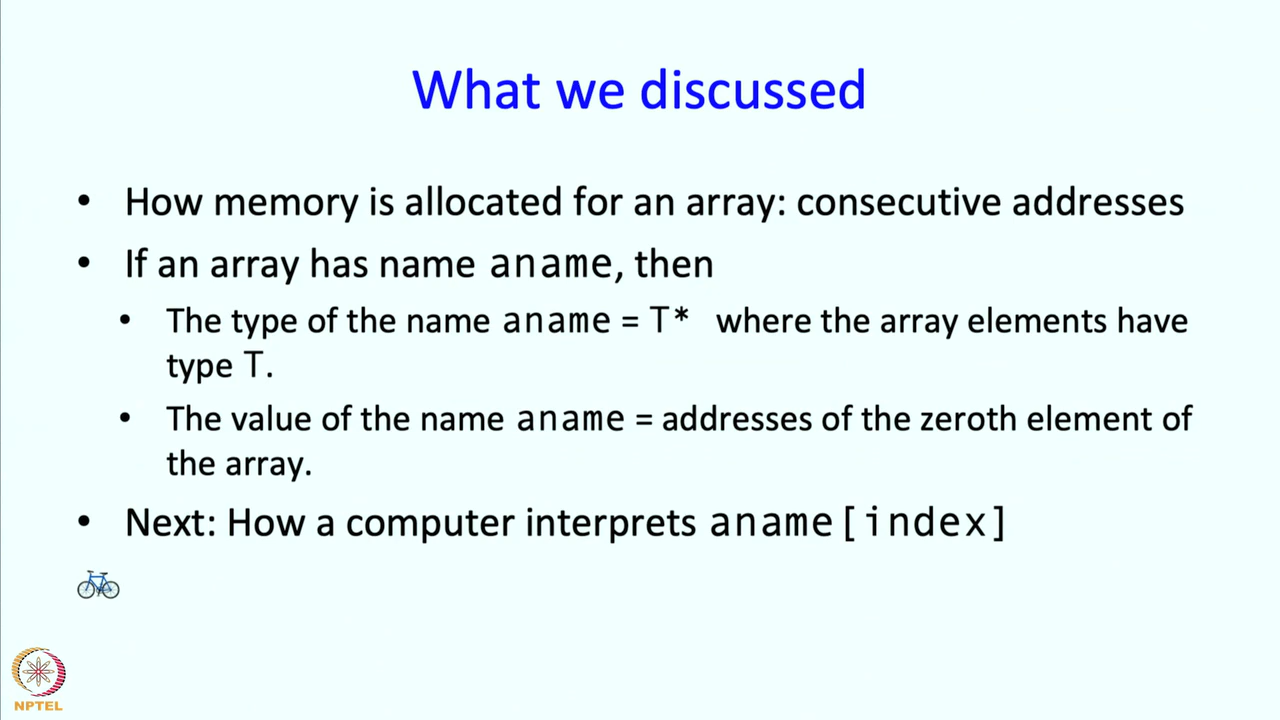 What we discussed
• How memory is allocated for an array: consecutive addresses
• If an array has name aname, then
• The type of the name aname = T* where the array elements have
type T.
• The value of the name aname = addresses of the zeroth element of
the array.
• Next: How a computer interprets aname[index]
NPTEL